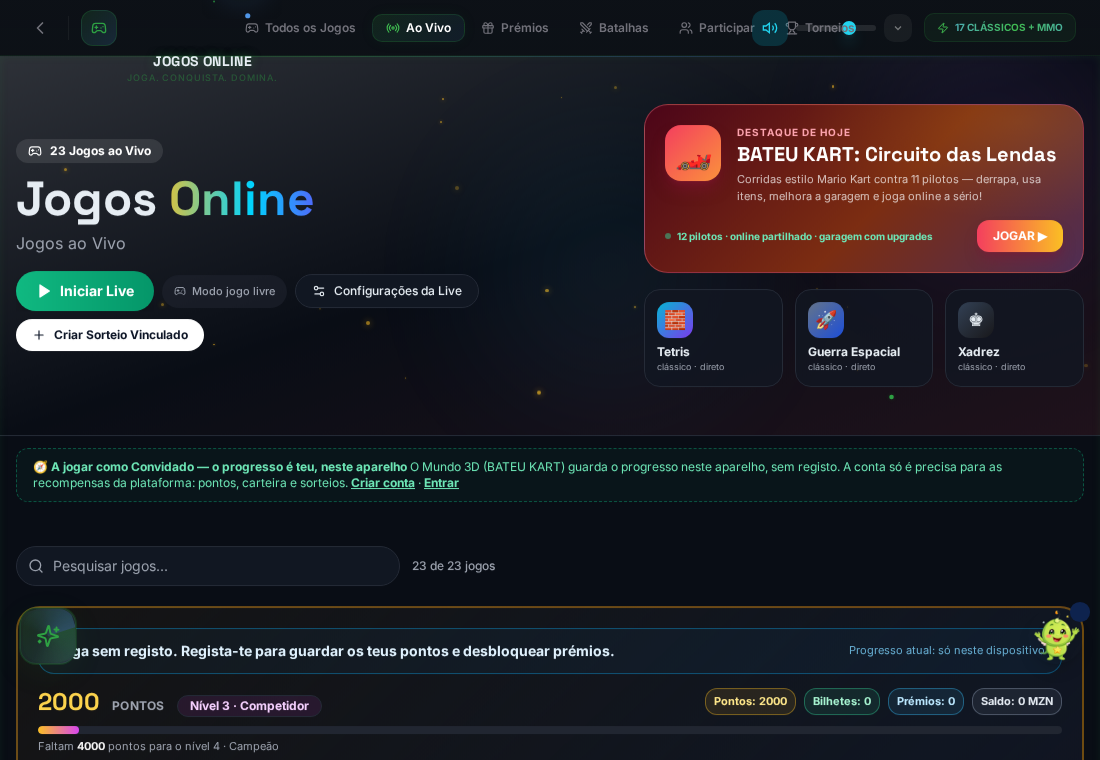 Todos os Jogos
Ao Vivo
Prémios
Batalhas
Participar
Torneios
17 CLÁSSICOS + MMO
JOGOS ONLINE
JOGA. CONQUISTA. DOMINA.
23 Jogos ao Vivo
Jogos Online
Jogos ao Vivo
Iniciar Live
Modo jogo livre
Configurações da Live
Criar Sorteio Vinculado
DESTAQUE DE HOJE
BATEU KART: Circuito das Lendas
Corridas estilo Mario Kart contra 11 pilotos — derrapa, usa
itens, melhora a garagem e joga online a sério!
12 pilotos · online partilhado · garagem com upgrades
JOGAR ▶
Tetris
clássico · direto
Guerra Espacial
clássico · direto
Xadrez
clássico · direto
🧭 A jogar como Convidado — o progresso é teu, neste aparelho O Mundo 3D (BATEU KART) guarda o progresso neste aparelho, sem registo. A conta só é precisa para as
recompensas da plataforma: pontos, carteira e sorteios. Criar conta · Entrar
Pesquisar jogos...
23 de 23 jogos
sem registo. Regista-te para guardar os teus pontos e desbloquear prémios.
Progresso atual: só neste dispositivo
2000 PONTOS
Nível 3 · Competidor
Pontos: 2000
Bilhetes: 0
Prémios: 0
Saldo: 0 MZN
Faltam 4000 pontos para o nível 4 · Campeão